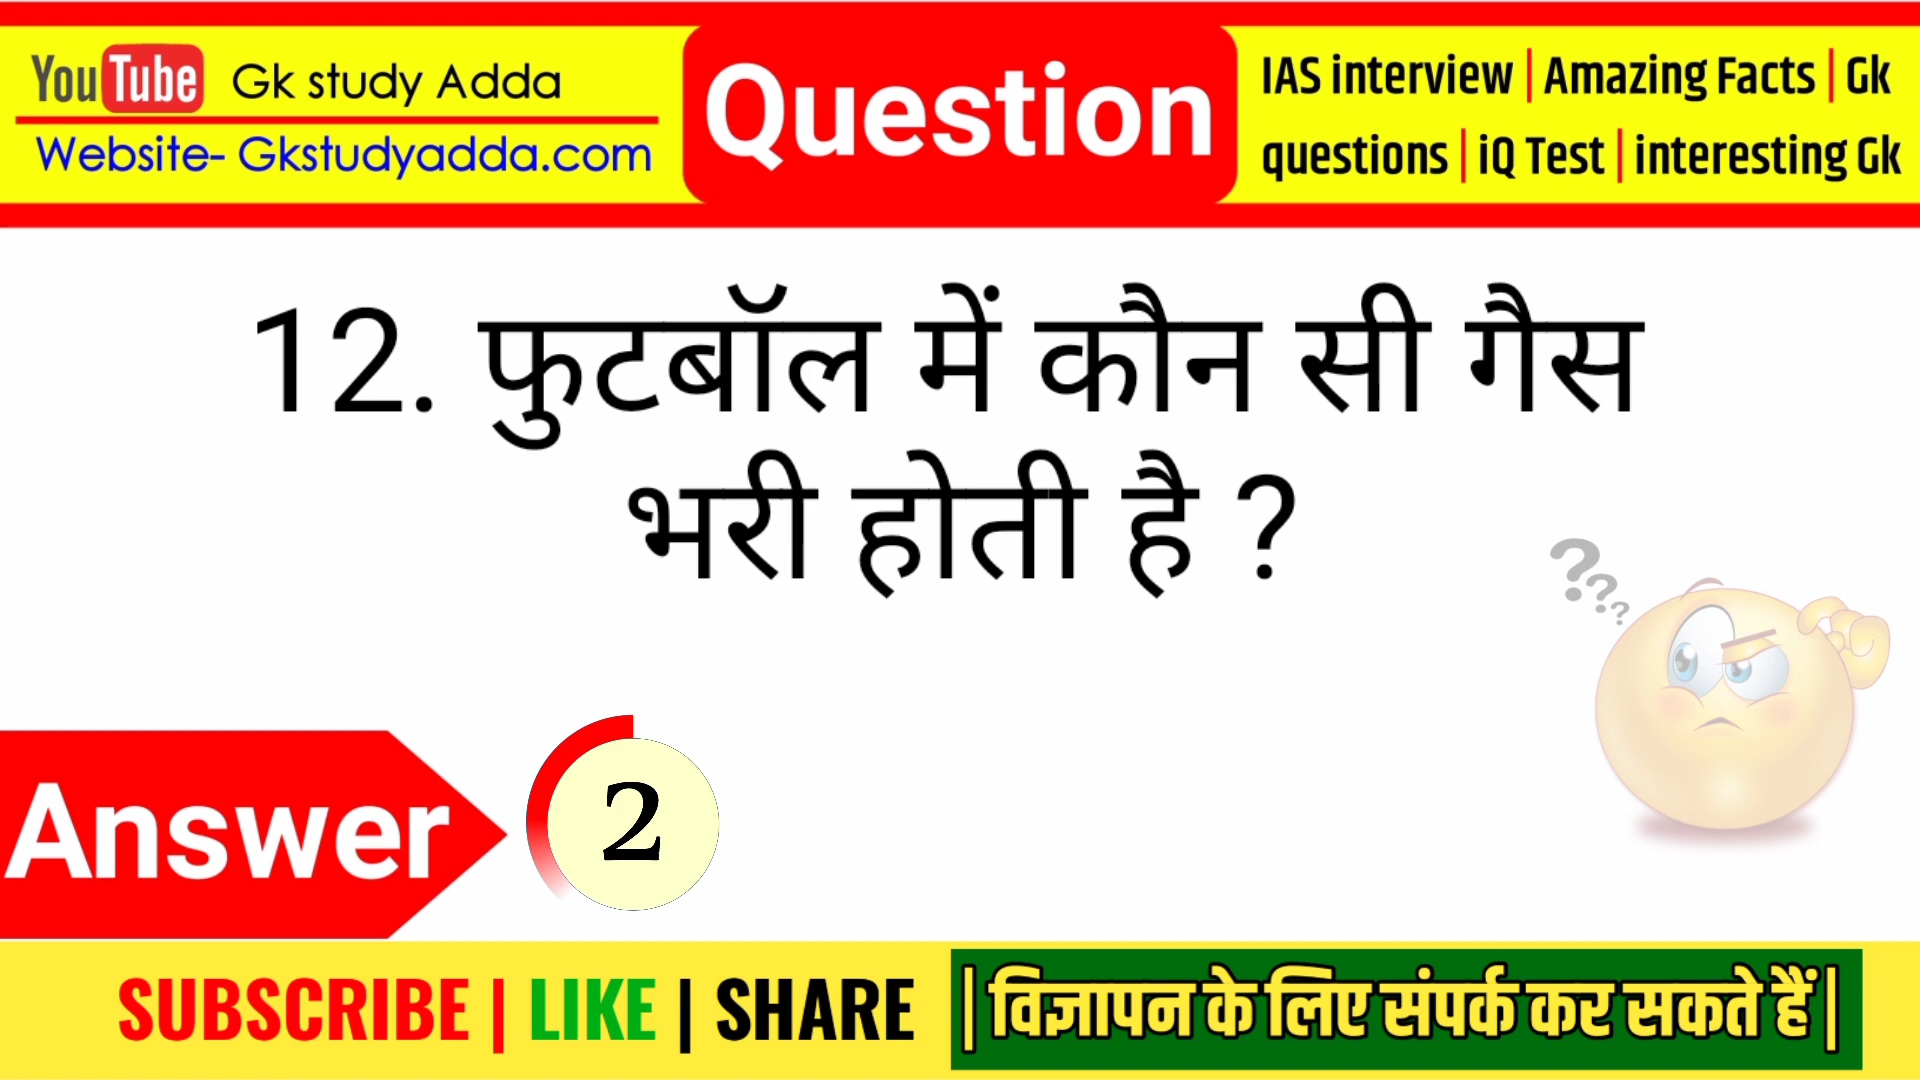 YouTube Gk study Adda
Website- Gkstudyadda.com
Question
IAS interview | Amazing Facts | Gk
questions | iQ Test | interesting Gk
12. फुटबॉल में कौन सी गैस
भरी होती है ?
???
Answer
2
SUBSCRIBE | LIKE | SHARE
| विज्ञापन के लिए संपर्क कर सकते हैं |